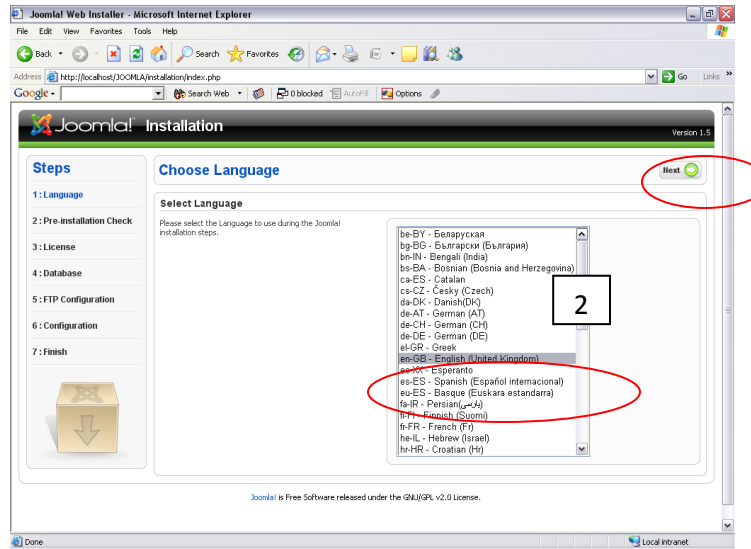 Joomla! Web Installer - Microsoft Internet Explorer
File Edit View Favorites Tools Help
Back Search Favorites
Address http://localhost/JOOMLA/installation/index.php Go Links »
Google Search Web 0 blocked AutoFill Options
Joomla! Installation
Version 1.5
Steps
1 : Language
2 : Pre-installation Check
3 : License
4 : Database
5 : FTP Configuration
6 : Configuration
7 : Finish
Choose Language
Next
Select Language
Please select the Language to use during the Joomla!
installation steps.
be-BY - Беларуская
bg-BG - Български (България)
bn-IN - Bengali (India)
bs-BA - Bosnian (Bosnia and Herzegovina)
ca-ES - Catalan
cs-CZ - Česky (Czech)
da-DK - Danish(DK)
de-AT - German (AT)
de-CH - German (CH)
de-DE - German (DE)
el-GR - Greek
en-GB - English (United Kingdom)
Esperanto
es-ES - Spanish (Español internacional)
eu-ES - Basque (Euskara estandarra)
fa-IR - Persian(پارسی)
fi-FI - Finnish (Suomi)
fr-FR - French (Fr)
he-IL - Hebrew (Israel)
hr-HR - Croatian (Hr)
2
Joomla! is Free Software released under the GNU/GPL v2.0 License.
Done
Local intranet